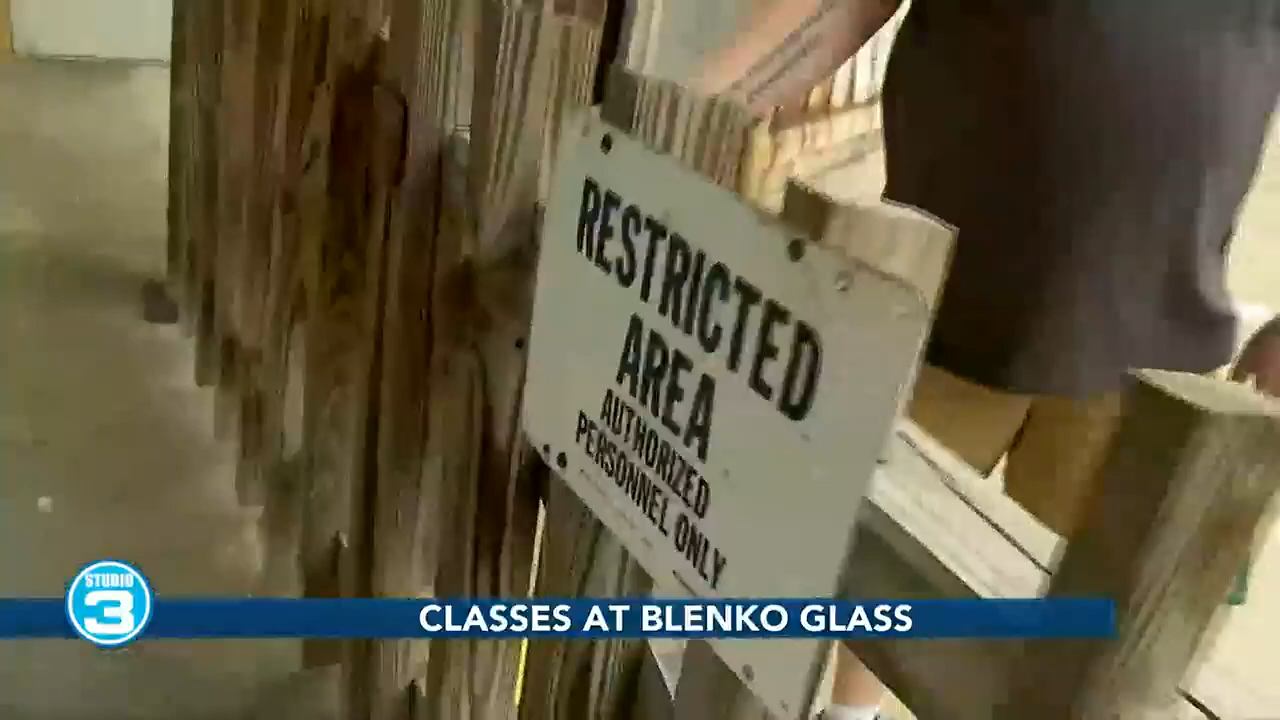 RESTRICTED
AREA
AUTHORIZED
PERSONNEL ONLY
STUDIO
3
CLASSES AT BLENKO GLASS